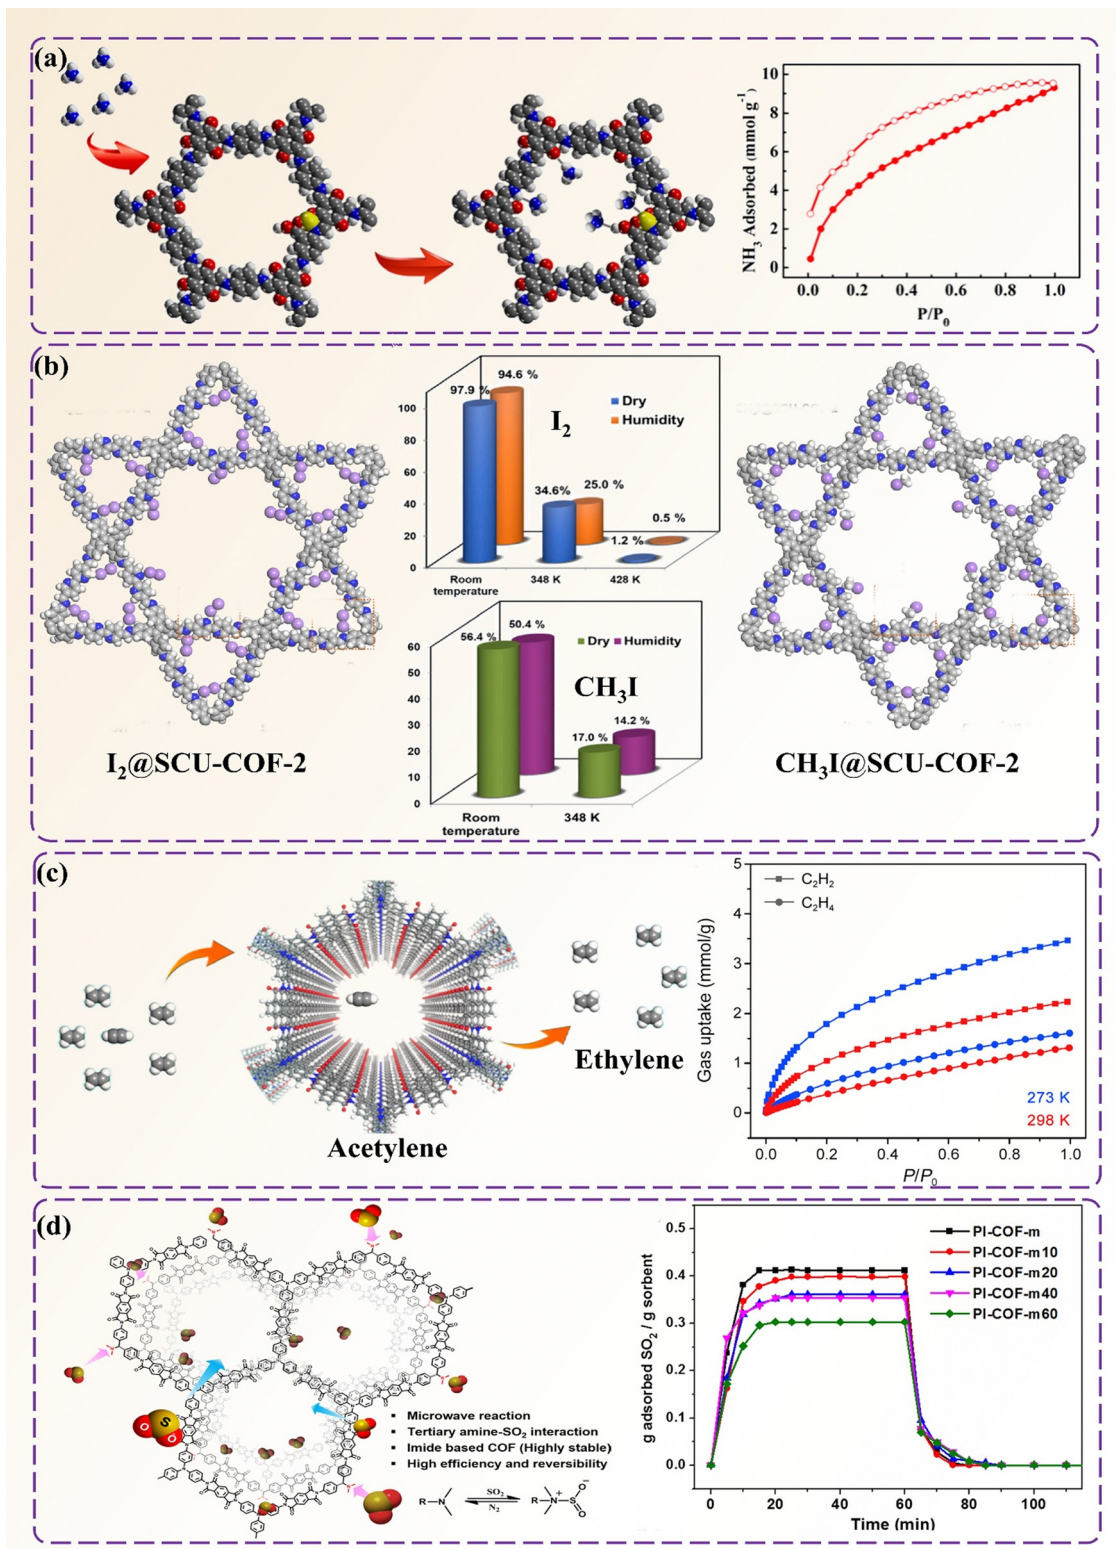 (a)
10
8
6
4
2
0
NH3 Adsorbed (mmol g-1)
0.0 0.2 0.4 0.6 0.8 1.0
P/P0
(b)
97.9 %
94.6 %
Dry
Humidity
I2
100
80
60
40
20
0
34.6%
25.0 %
1.2 %
0.5 %
Room temperature
348 K
428 K
56.4 %
50.4 %
Dry Humidity
CH3I
60
50
40
30
20
10
0
17.0 %
14.2 %
Room temperature
348 K
I2@SCU-COF-2
CH3I@SCU-COF-2
(c)
Acetylene
Ethylene
5
4
3
2
1
0
Gas uptake (mmol/g)
C2H2
C2H4
273 K
298 K
0.0 0.2 0.4 0.6 0.8 1.0
P/P0
(d)
S
O
O
▪ Microwave reaction
▪ Tertiary amine-SO2 interaction
▪ Imide based COF (Highly stable)
▪ High efficiency and reversibility
R-N
SO2
N2
R-N+-S
O-
O
0.5
0.4
0.3
0.2
0.1
0.0
g adsorbed SO2 / g sorbent
PI-COF-m
PI-COF-m10
PI-COF-m20
PI-COF-m40
PI-COF-m60
0 20 40 60 80 100
Time (min)